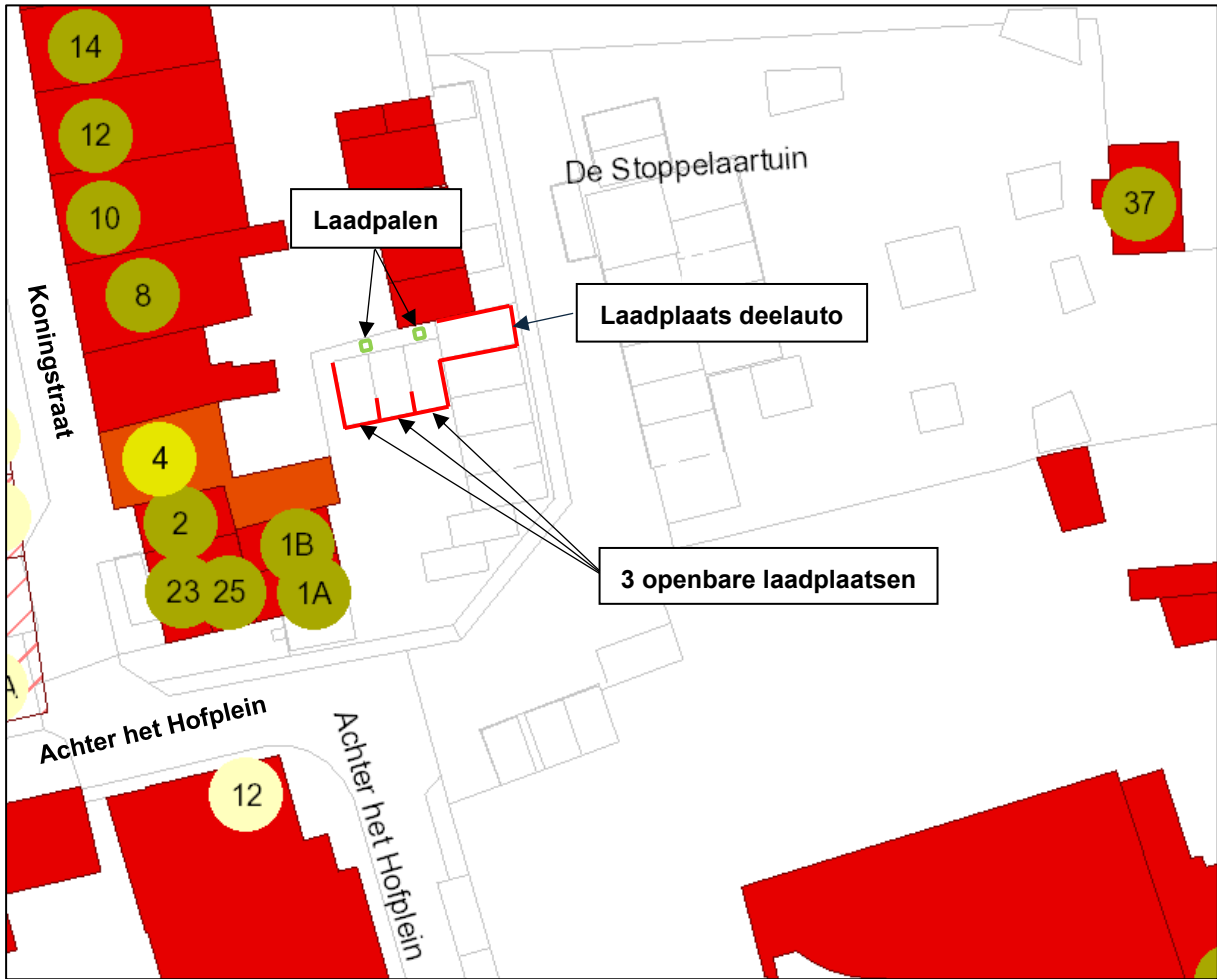 14
12
De Stoppelaartuin
10
37
Laadpalen
8
Laadplaats deelauto
Koningstraat
4
2
1B
3 openbare laadplaatsen
23
25
1A
A
Achter het Hofplein
Achter het Hofplein
12